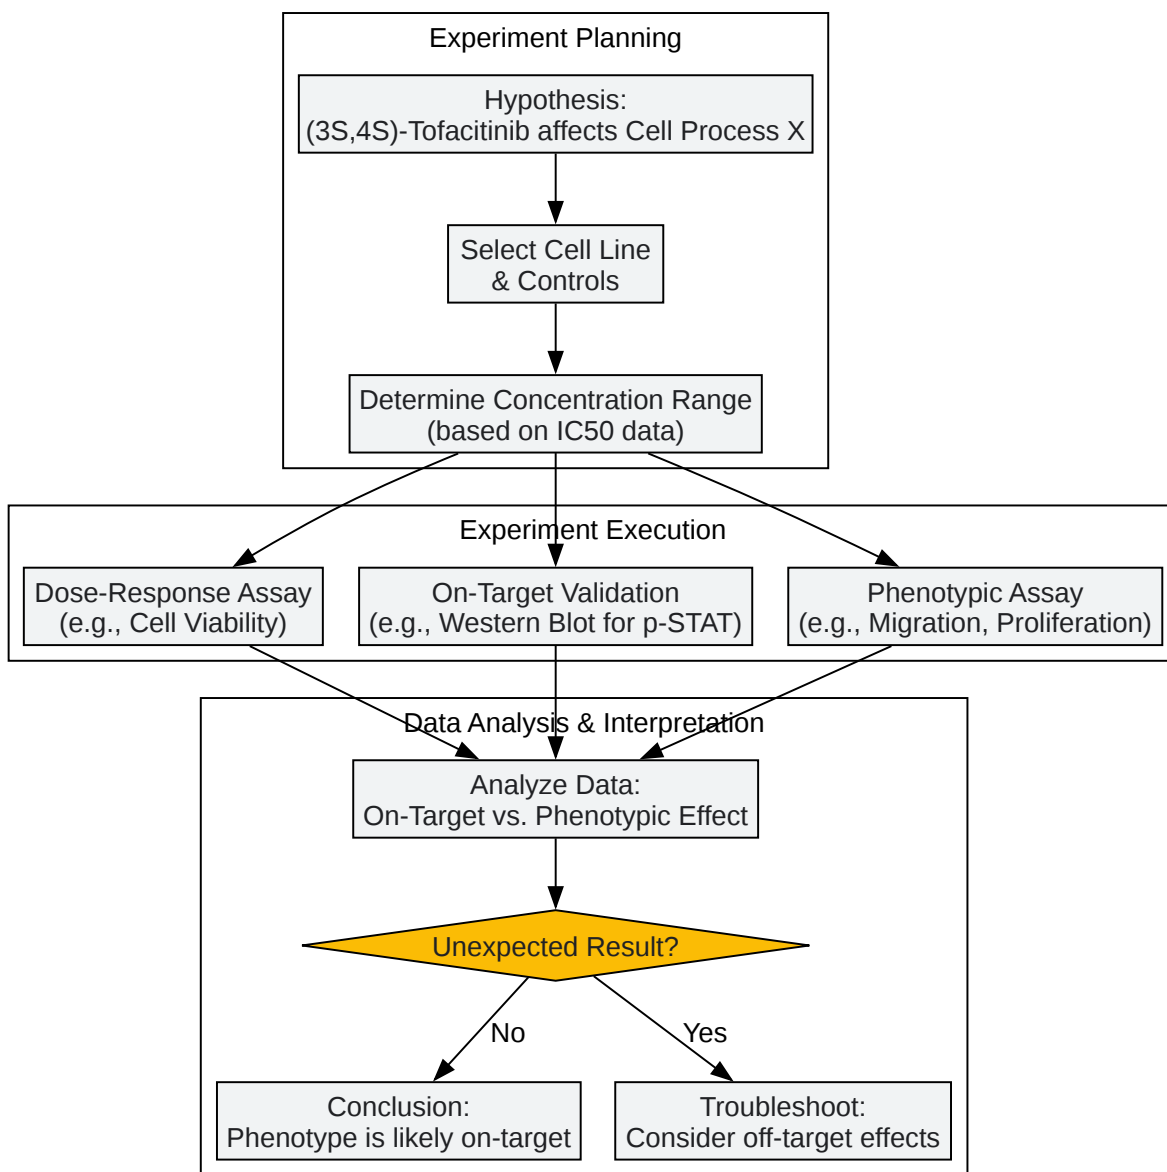 Experiment Planning
Hypothesis:
(3S,4S)-Tofacitinib affects Cell Process X
Select Cell Line
& Controls
Determine Concentration Range
(based on IC50 data)
Experiment Execution
Dose-Response Assay
(e.g., Cell Viability)
On-Target Validation
(e.g., Western Blot for p-STAT)
Phenotypic Assay
(e.g., Migration, Proliferation)
Data Analysis & Interpretation
Analyze Data:
On-Target vs. Phenotypic Effect
Unexpected Result?
No
Yes
Conclusion:
Phenotype is likely on-target
Troubleshoot:
Consider off-target effects